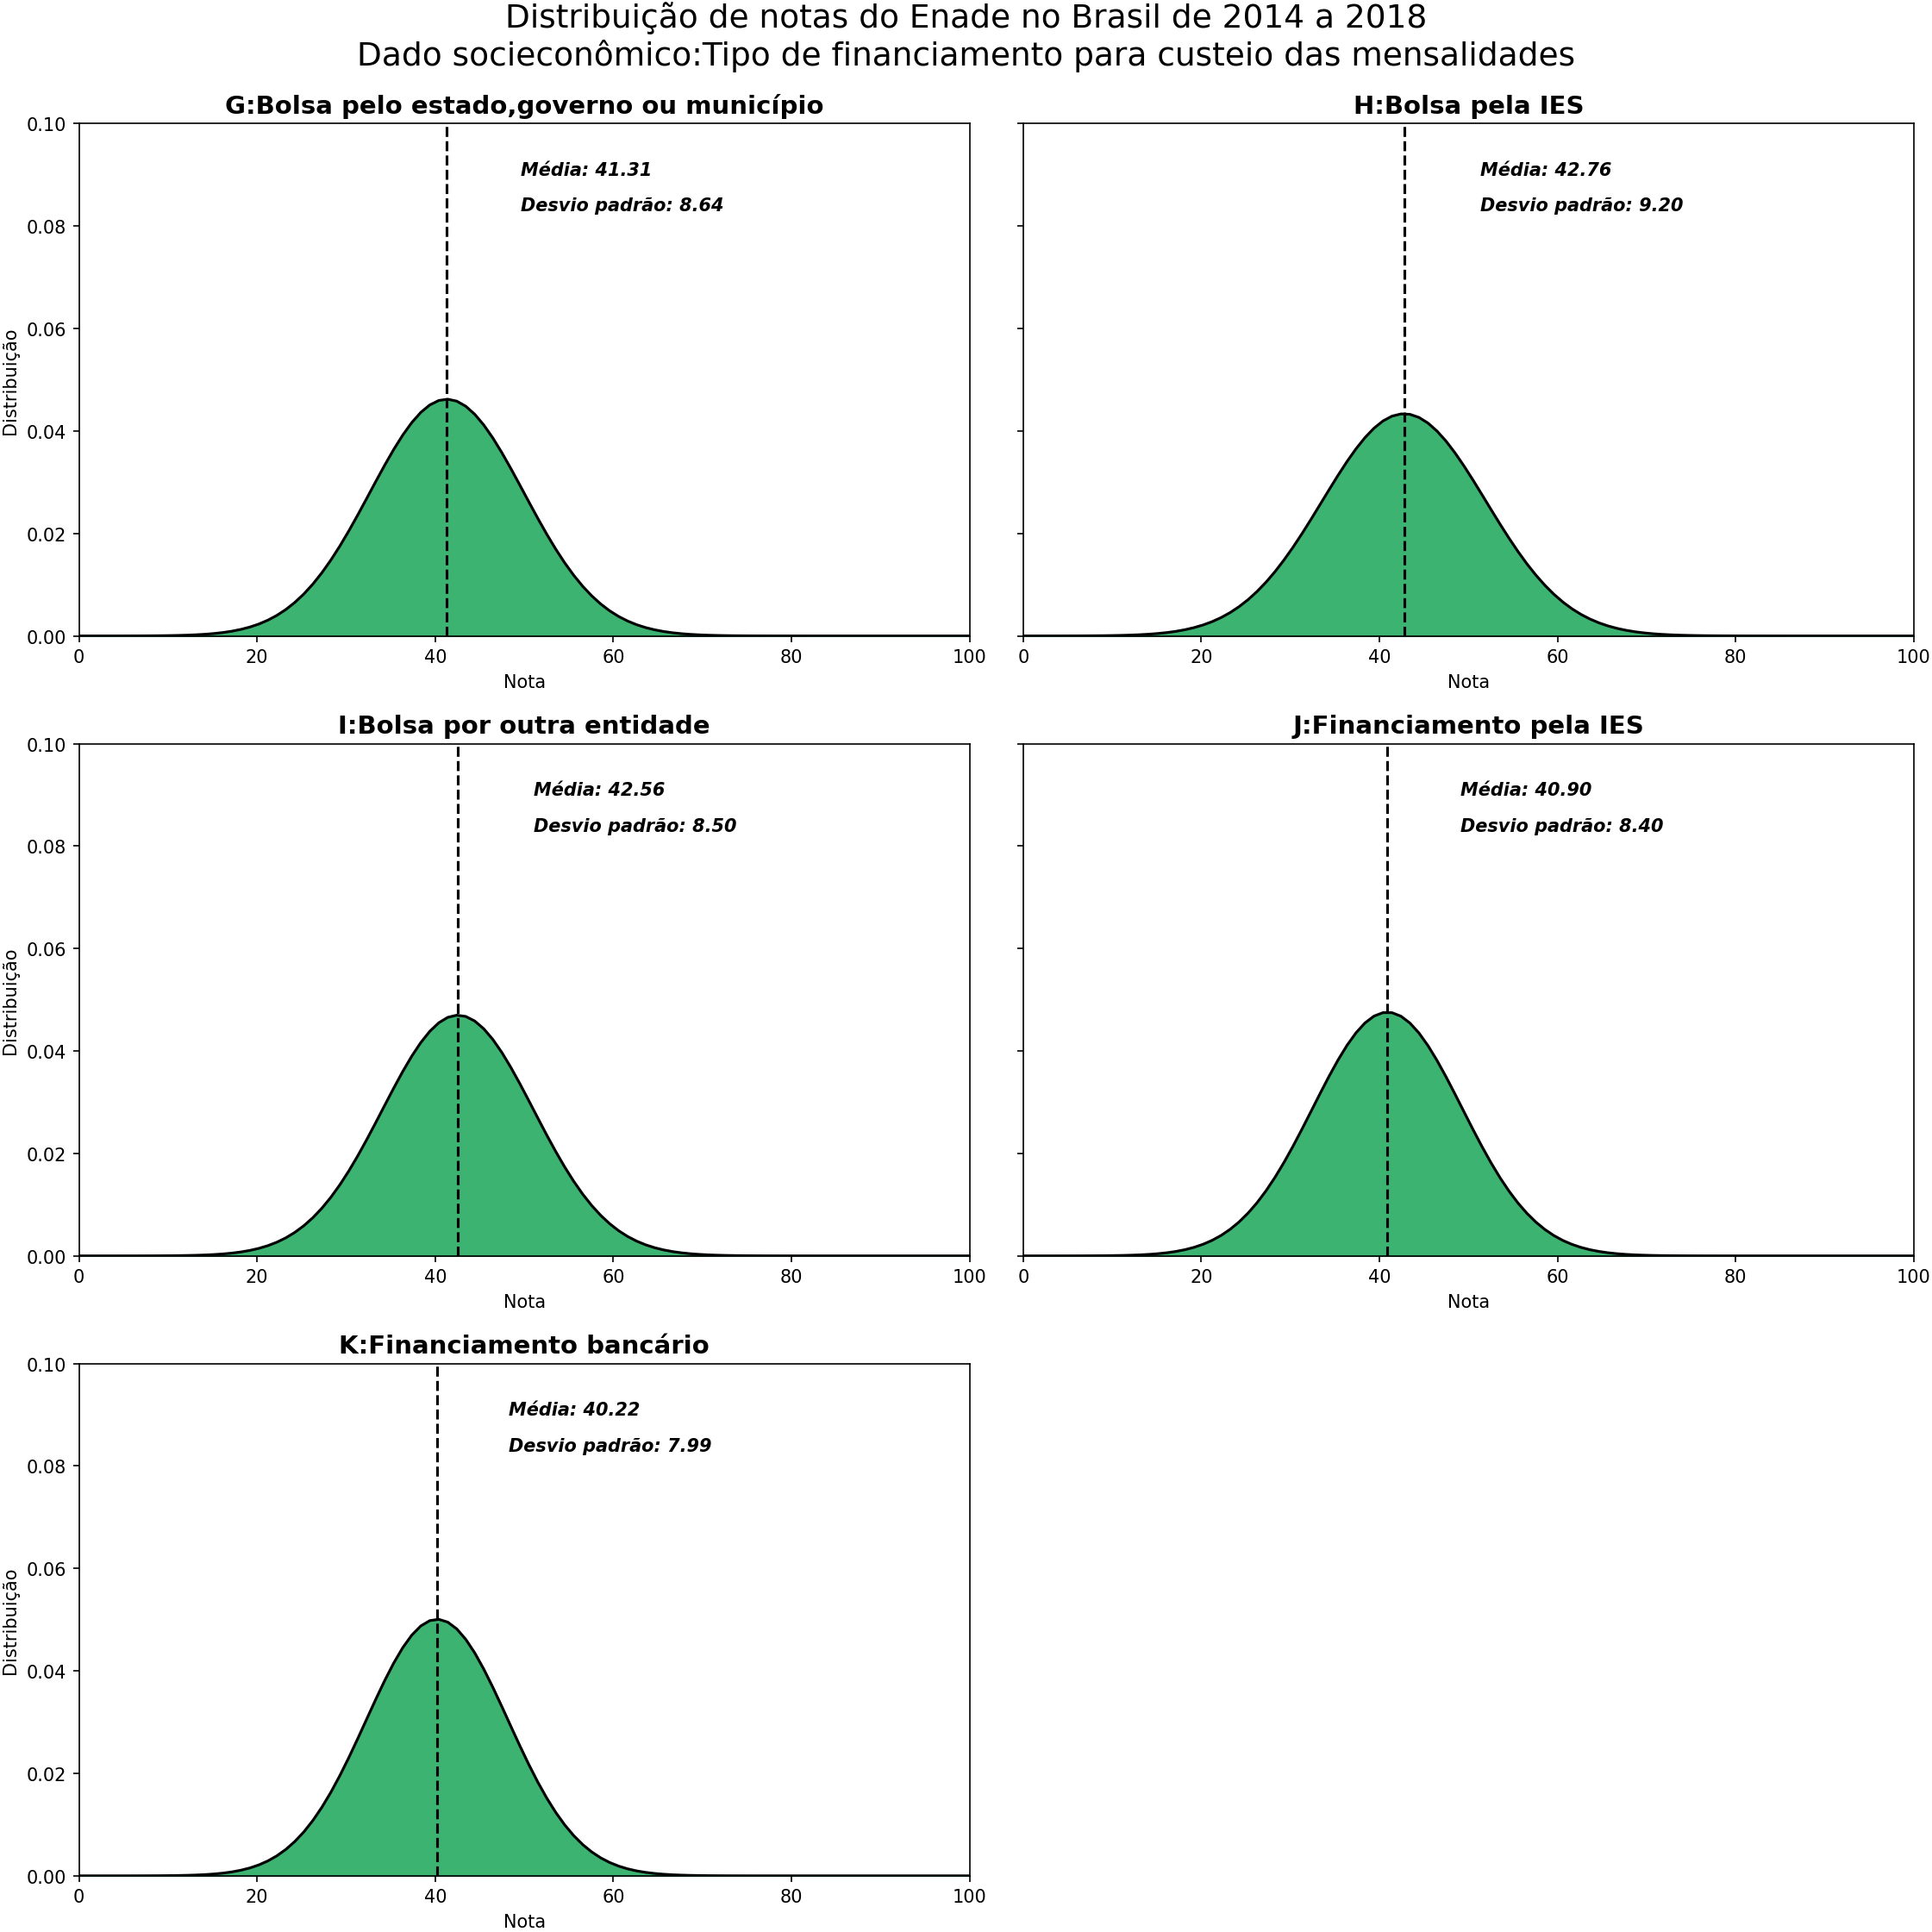 Distribuição de notas do Enade no Brasil de 2014 a 2018
Dado socieconômico:Tipo de financiamento para custeio das mensalidades
G:Bolsa pelo estado,governo ou município
Média: 41.31
Desvio padrão: 8.64
Distribuição
0.10
0.08
0.06
0.04
0.02
0.00
0 20 40 60 80 100
Nota
H:Bolsa pela IES
Média: 42.76
Desvio padrão: 9.20
0 20 40 60 80 100
Nota
I:Bolsa por outra entidade
Média: 42.56
Desvio padrão: 8.50
Distribuição
0.10
0.08
0.06
0.04
0.02
0.00
0 20 40 60 80 100
Nota
J:Financiamento pela IES
Média: 40.90
Desvio padrão: 8.40
0 20 40 60 80 100
Nota
K:Financiamento bancário
Média: 40.22
Desvio padrão: 7.99
Distribuição
0.10
0.08
0.06
0.04
0.02
0.00
0 20 40 60 80 100
Nota